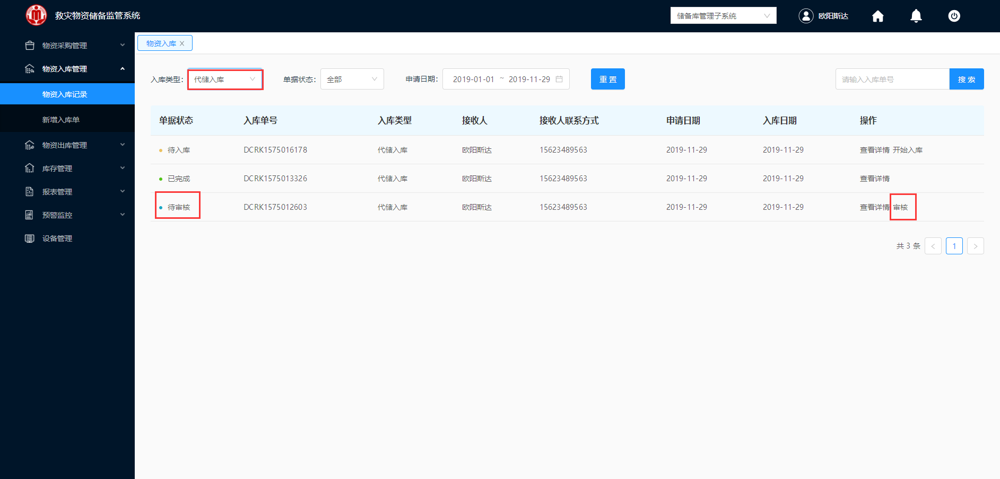 救灾物资储备监管系统
储备库管理子系统
欧阳斯达
物资采购管理
物资入库管理
物资入库记录
新增入库单
物资出库管理
库存管理
报表管理
预警监控
设备管理
物资入库
入库类型: 代储入库 单据状态: 全部 申请日期: 2019-01-01 ~ 2019-11-29 重 置 请输入入库单号 搜 索
单据状态 入库单号 入库类型 接收人 接收人联系方式 申请日期 入库日期 操作
待入库 DCRK1575016178 代储入库 欧阳斯达 15623489563 2019-11-29 2019-11-29 查看详情 开始入库
已完成 DCRK1575013326 代储入库 欧阳斯达 15623489563 2019-11-29 2019-11-29 查看详情
待审核 DCRK1575012603 代储入库 欧阳斯达 15623489563 2019-11-29 2019-11-29 查看详情 审核
共 3 条 < 1 >